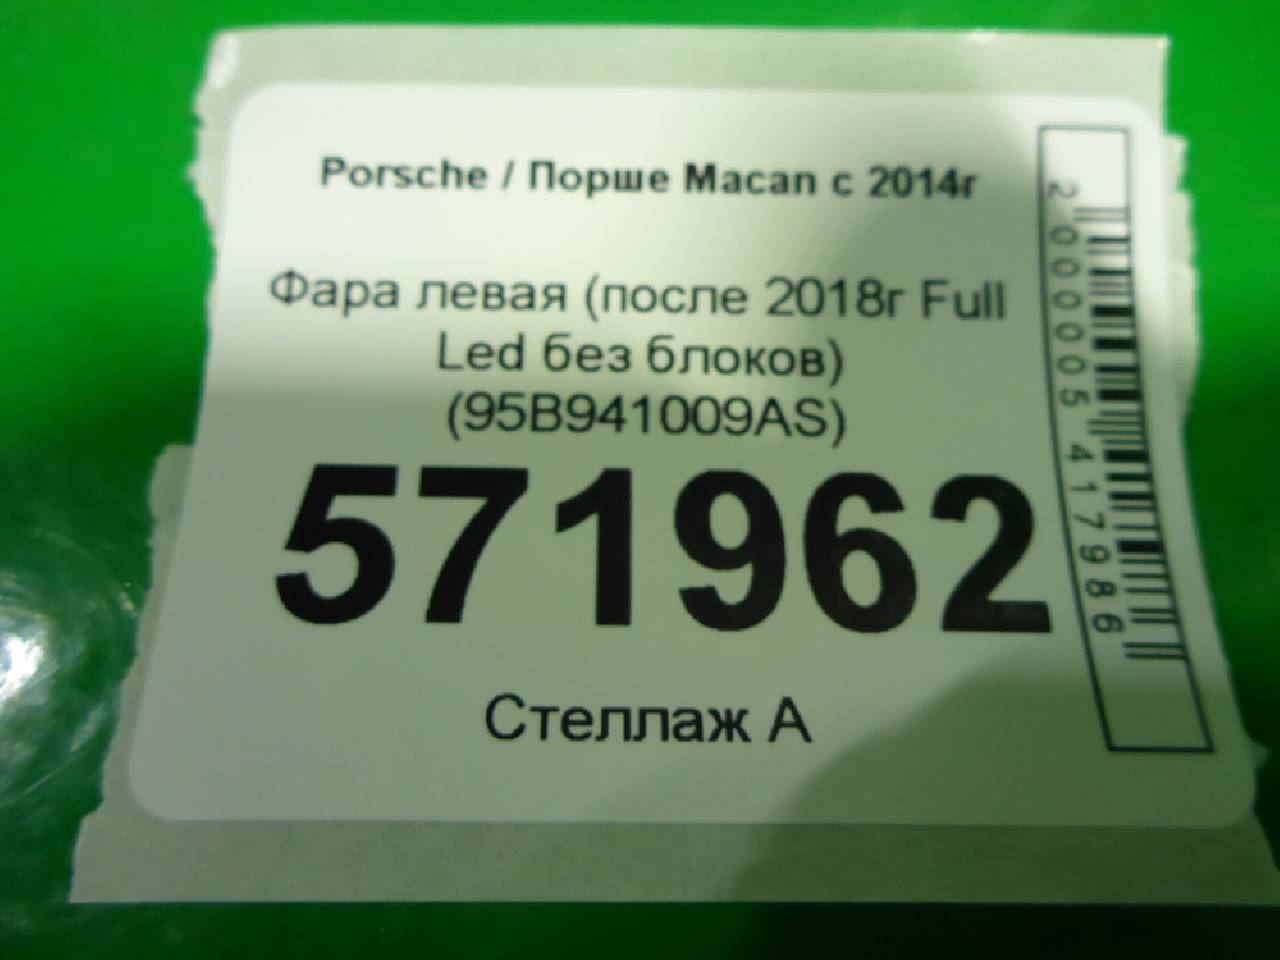 Porsche / Порше Macan с 2014г
Фара левая (после 2018г Full
Led без блоков)
(95B941009AS)
571962
Стеллаж А
2000005417986